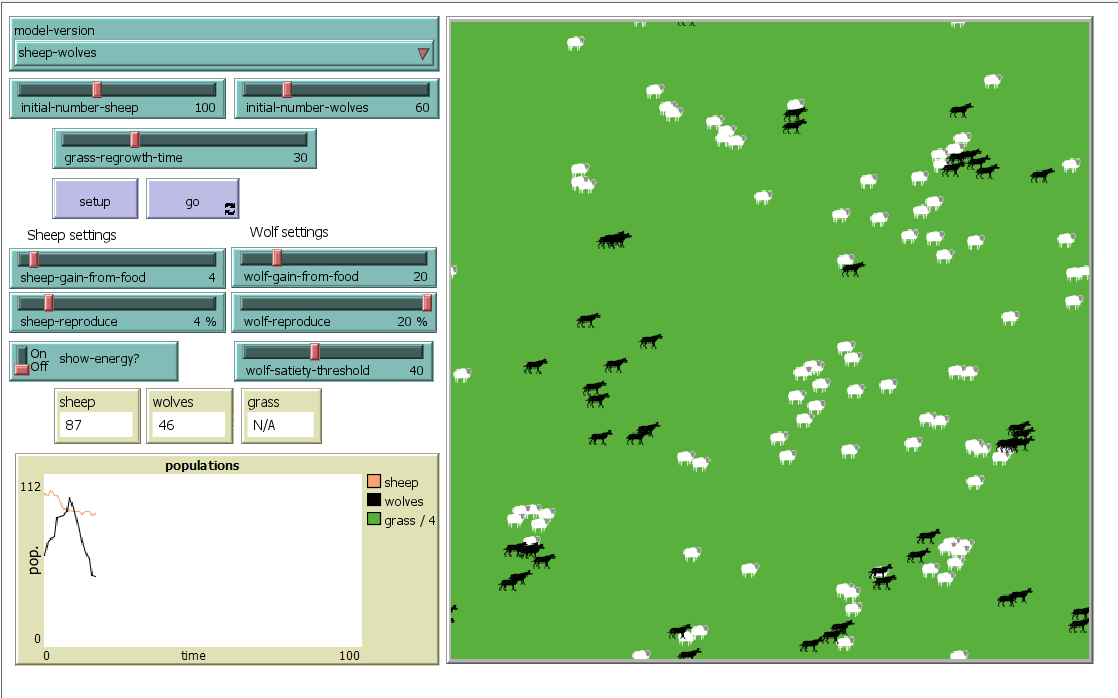 model-version
sheep-wolves
initial-number-sheep 100
initial-number-wolves 60
grass-regrowth-time 30
setup
go
Sheep settings
Wolf settings
sheep-gain-from-food 4
wolf-gain-from-food 20
sheep-reproduce 4 %
wolf-reproduce 20 %
On
Off
show-energy?
wolf-satiety-threshold 40
sheep
87
wolves
46
grass
N/A
populations
112
pop.
0
0
time
100
sheep
wolves
grass / 4